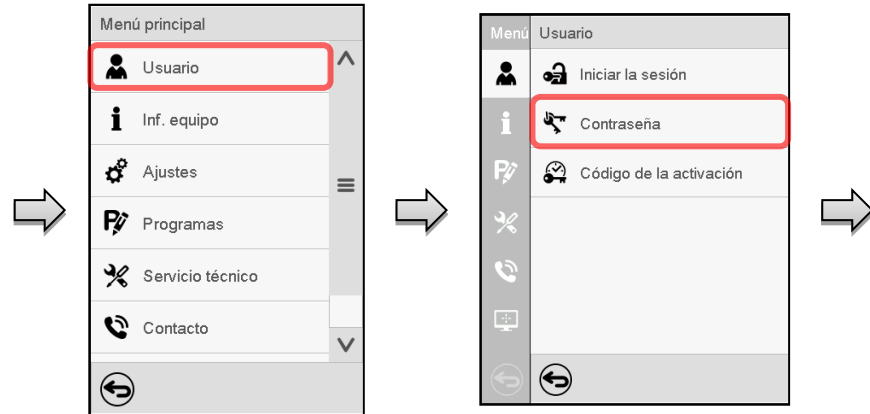 Menú principal
Usuario
Inf. equipo
Ajustes
Programas
Servicio técnico
Contacto
Menú
Usuario
Iniciar la sesión
Contraseña
Código de la activación